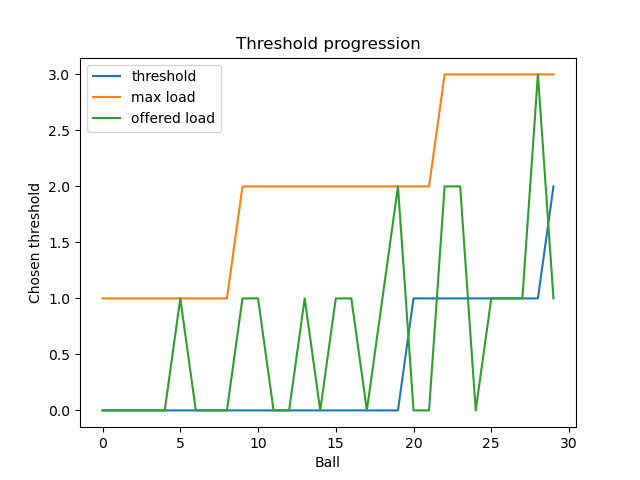 Threshold progression
threshold
max load
offered load
3.0
2.5
2.0
1.5
1.0
0.5
0.0
Chosen threshold
0 5 10 15 20 25 30
Ball